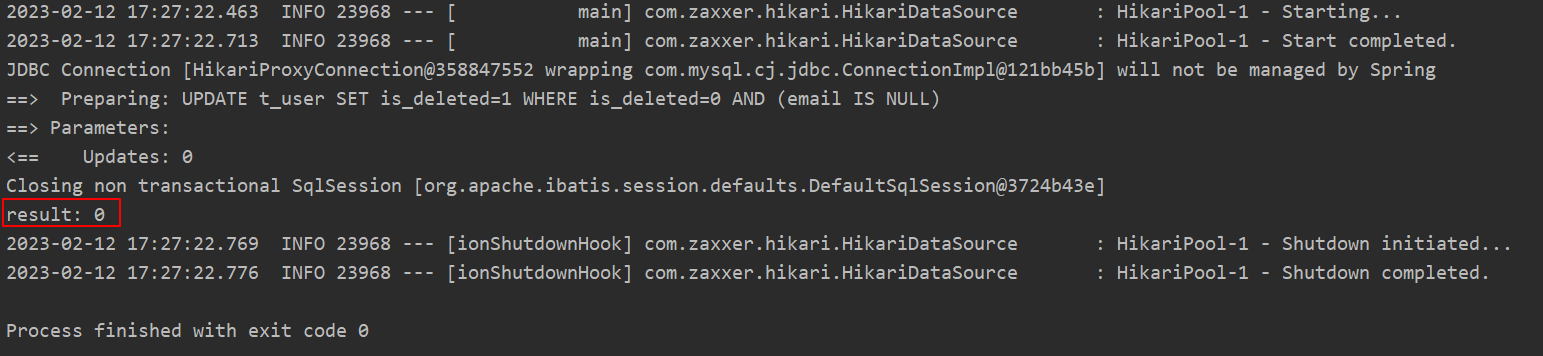 2023-02-12 17:27:22.463  INFO 23968 --- [           main] com.zaxxer.hikari.HikariDataSource       : HikariPool-1 - Starting...
2023-02-12 17:27:22.713  INFO 23968 --- [           main] com.zaxxer.hikari.HikariDataSource       : HikariPool-1 - Start completed.
JDBC Connection [HikariProxyConnection@358847552 wrapping com.mysql.cj.jdbc.ConnectionImpl@121bb45b] will not be managed by Spring
==>  Preparing: UPDATE t_user SET is_deleted=1 WHERE is_deleted=0 AND (email IS NULL)
==> Parameters:
<==    Updates: 0
Closing non transactional SqlSession [org.apache.ibatis.session.defaults.DefaultSqlSession@3724b43e]
result: 0
2023-02-12 17:27:22.769  INFO 23968 --- [ionShutdownHook] com.zaxxer.hikari.HikariDataSource       : HikariPool-1 - Shutdown initiated...
2023-02-12 17:27:22.776  INFO 23968 --- [ionShutdownHook] com.zaxxer.hikari.HikariDataSource       : HikariPool-1 - Shutdown completed.
Process finished with exit code 0